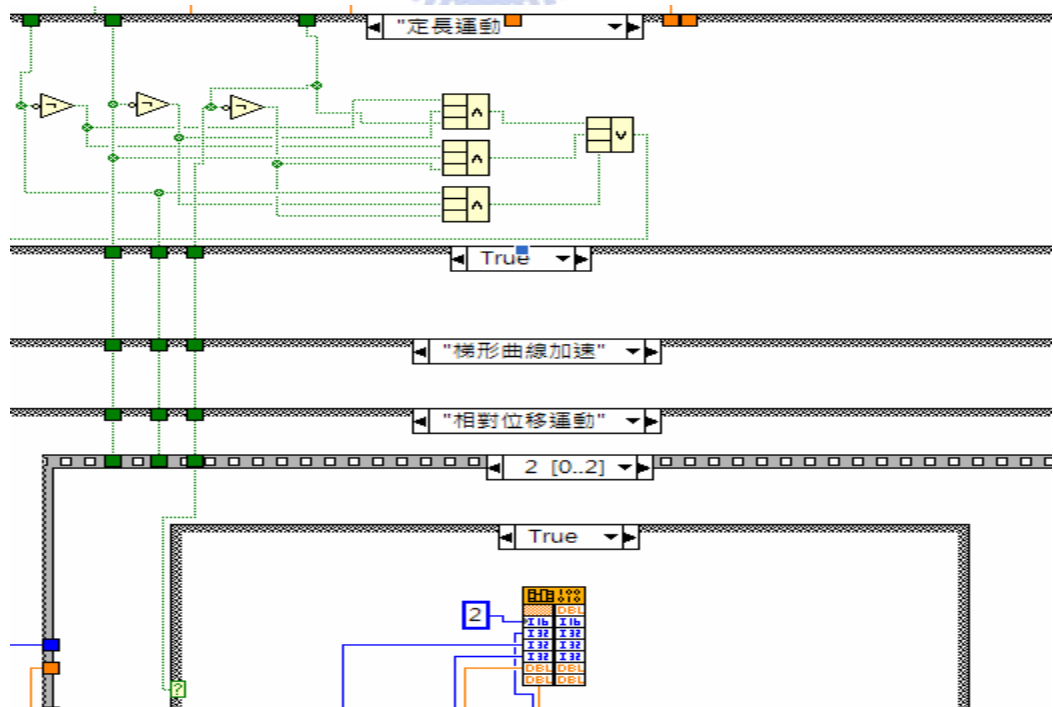 "定長運動
True
"梯形曲線加速"
"相對位移運動"
2 [0..2]
True
2
DBL
I16 I16
I32 I32
I32 I32
I32 I32
DBL DBL
DBL DBL
?